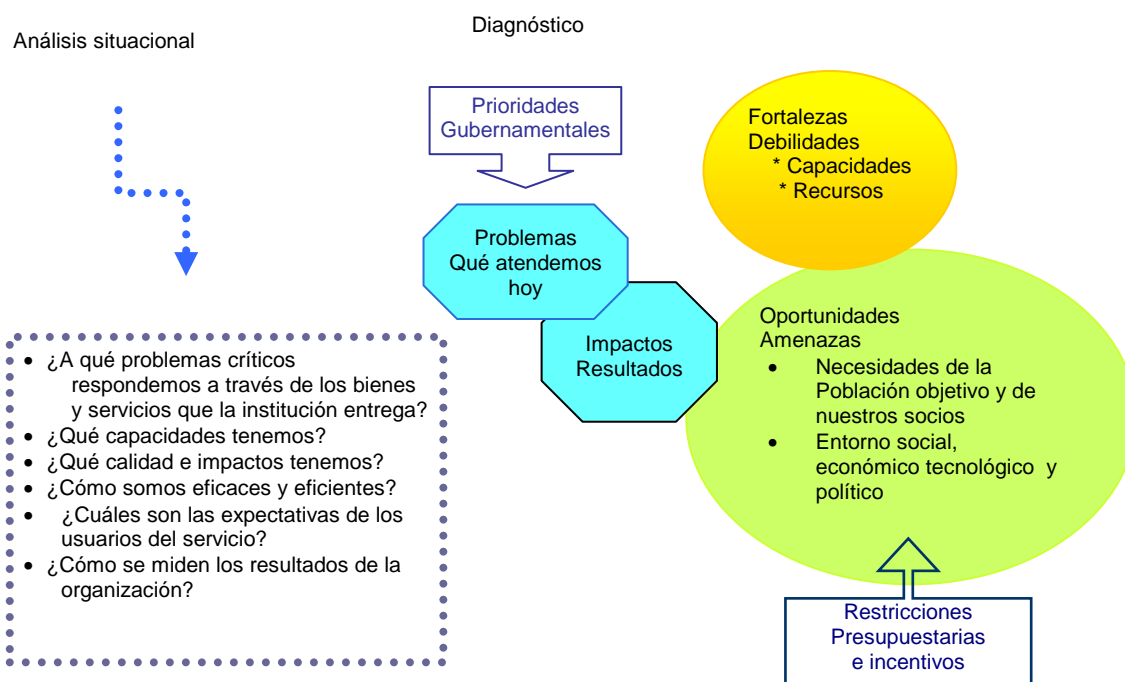 Análisis situacional
Diagnóstico
Prioridades
Gubernamentales
Fortalezas
Debilidades
* Capacidades
* Recursos
Problemas
Qué atendemos
hoy
Impactos
Resultados
Oportunidades
Amenazas
• Necesidades de la
Población objetivo y de
nuestros socios
• Entorno social,
económico tecnológico y
político
• ¿A qué problemas críticos
respondemos a través de los bienes
y servicios que la institución entrega?
• ¿Qué capacidades tenemos?
• ¿Qué calidad e impactos tenemos?
• ¿Cómo somos eficaces y eficientes?
• ¿Cuáles son las expectativas de los
usuarios del servicio?
• ¿Cómo se miden los resultados de la
organización?
Restricciones
Presupuestarias
e incentivos